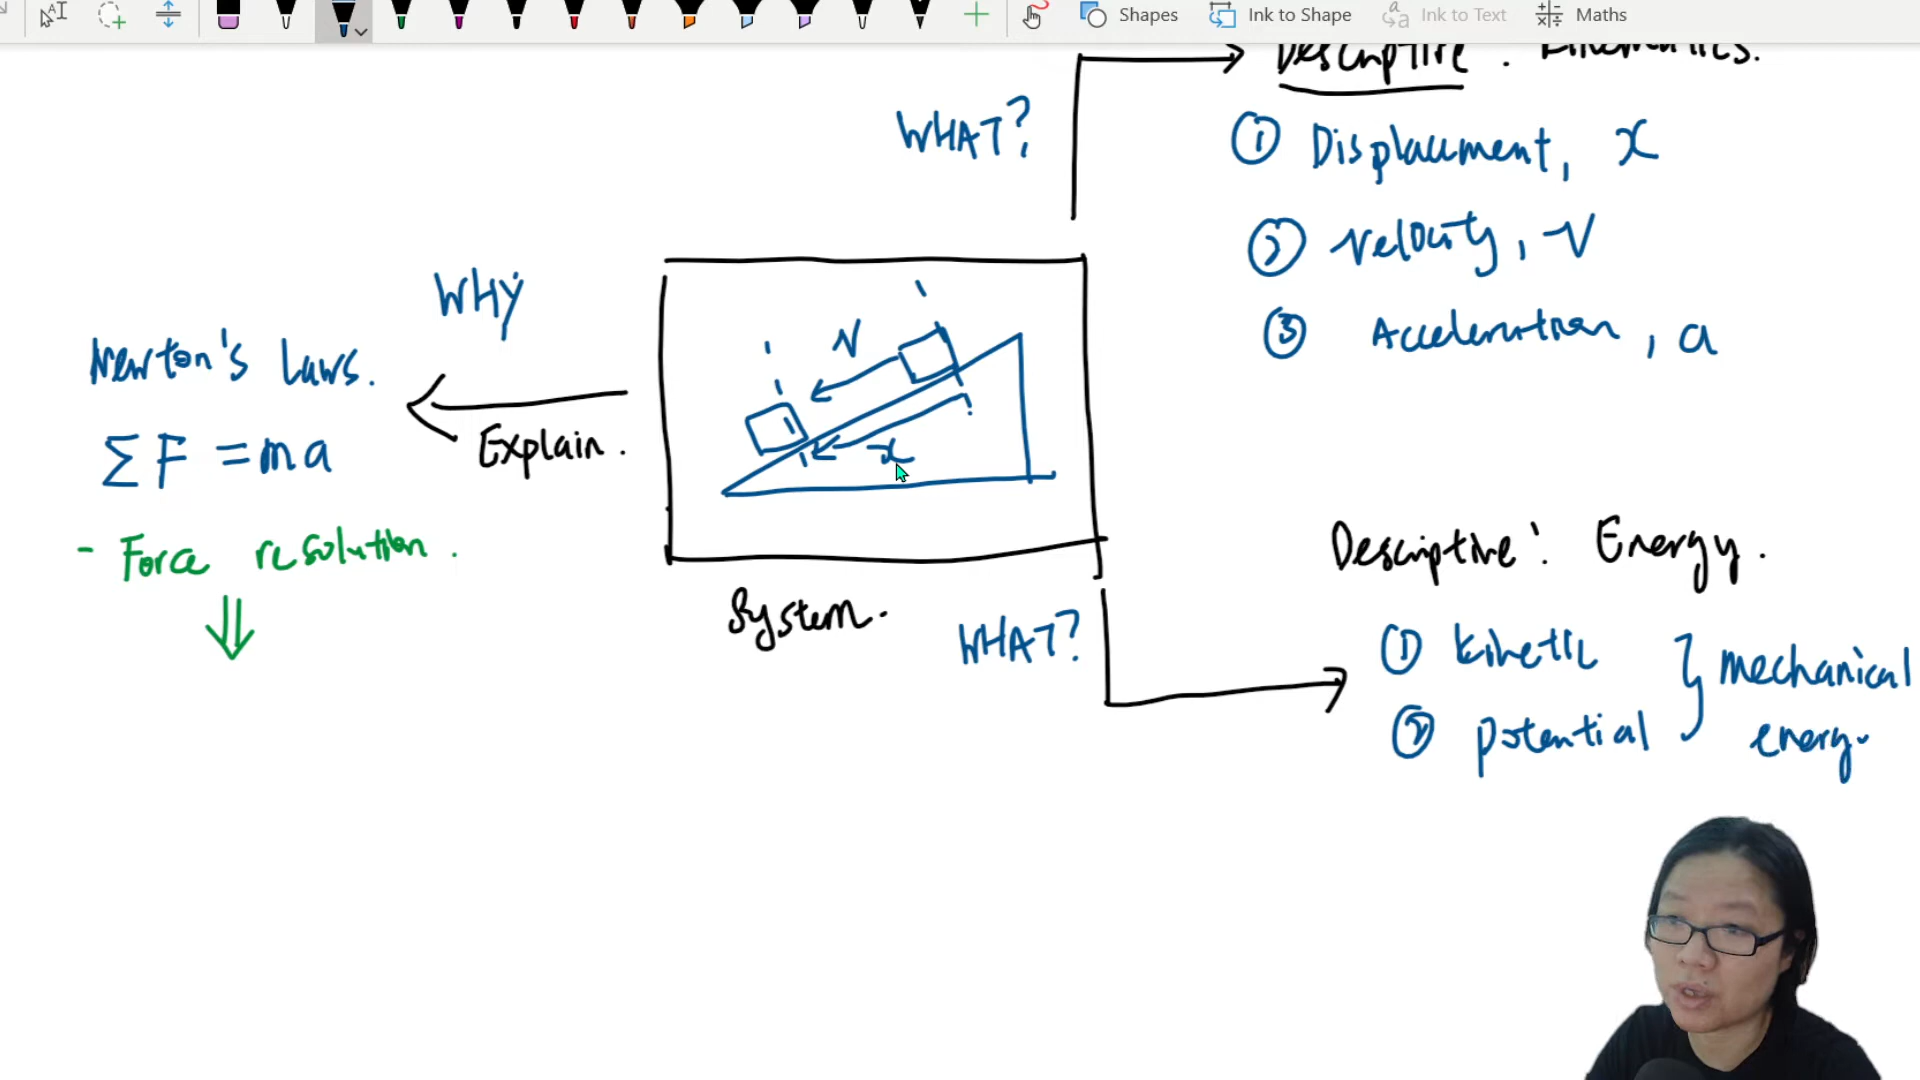 Shapes
Ink to Shape
Ink to Text
Maths
Descriptive : Kinematics.
WHAT?
① Displacement, x
② Velocity, v
③ Acceleration, a
WHY
Newton's Laws.
ΣF = ma
Explain.
- Force resolution.
v
x
System.
WHAT?
Descriptive: Energy.
① kinetic
② potential
} mechanical
energy